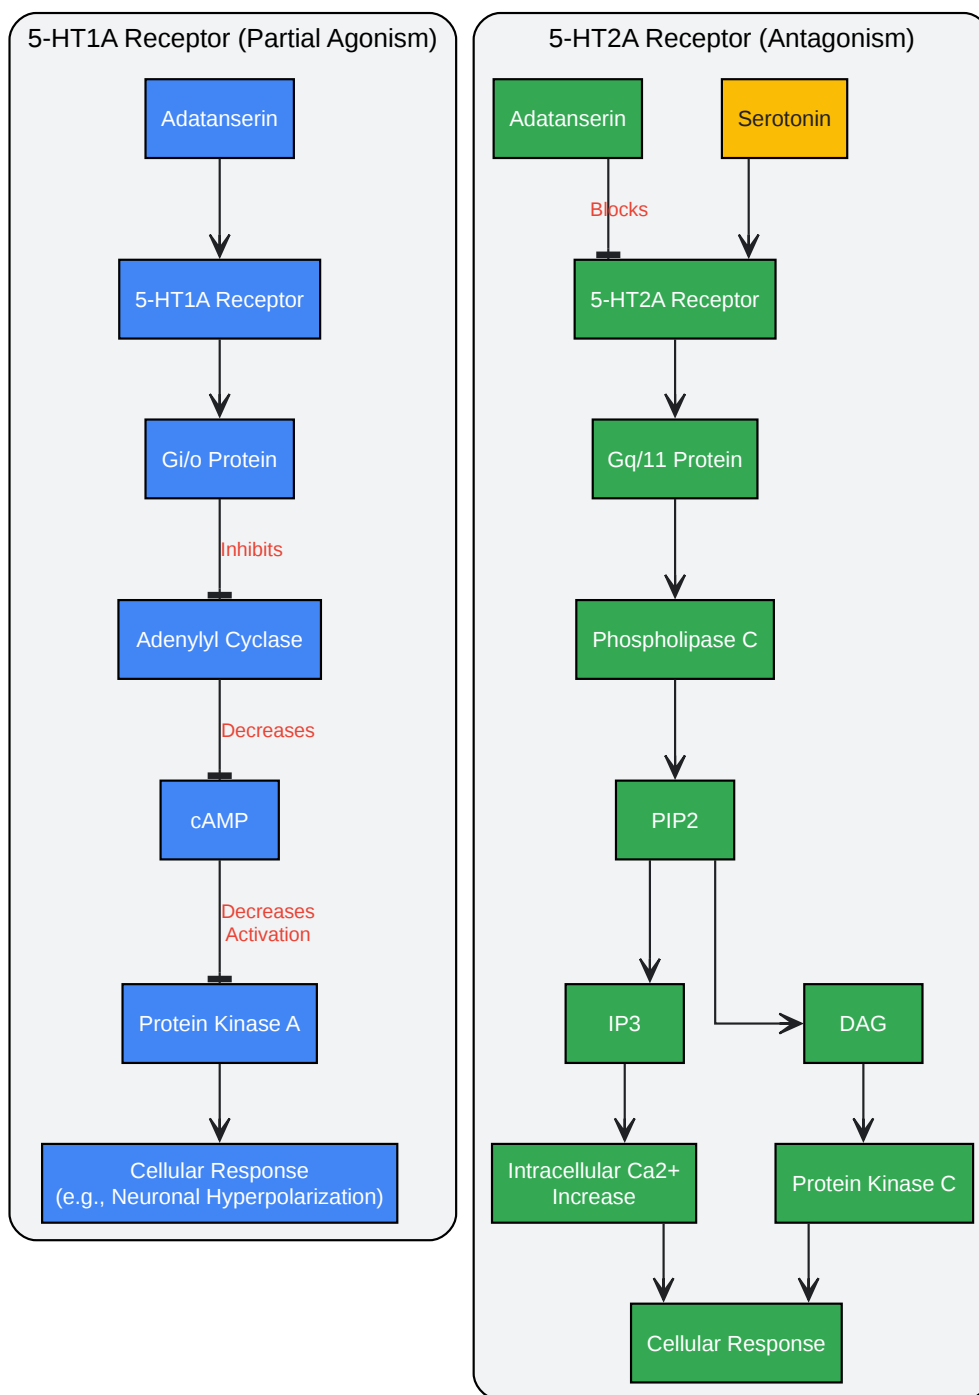 5-HT1A Receptor (Partial Agonism)
Adatanserin
5-HT1A Receptor
Gi/o Protein
Inhibits
Adenylyl Cyclase
Decreases
cAMP
Decreases
Activation
Protein Kinase A
Cellular Response
(e.g., Neuronal Hyperpolarization)
5-HT2A Receptor (Antagonism)
Adatanserin
Serotonin
Blocks
5-HT2A Receptor
Gq/11 Protein
Phospholipase C
PIP2
IP3
DAG
Intracellular Ca2+
Increase
Protein Kinase C
Cellular Response